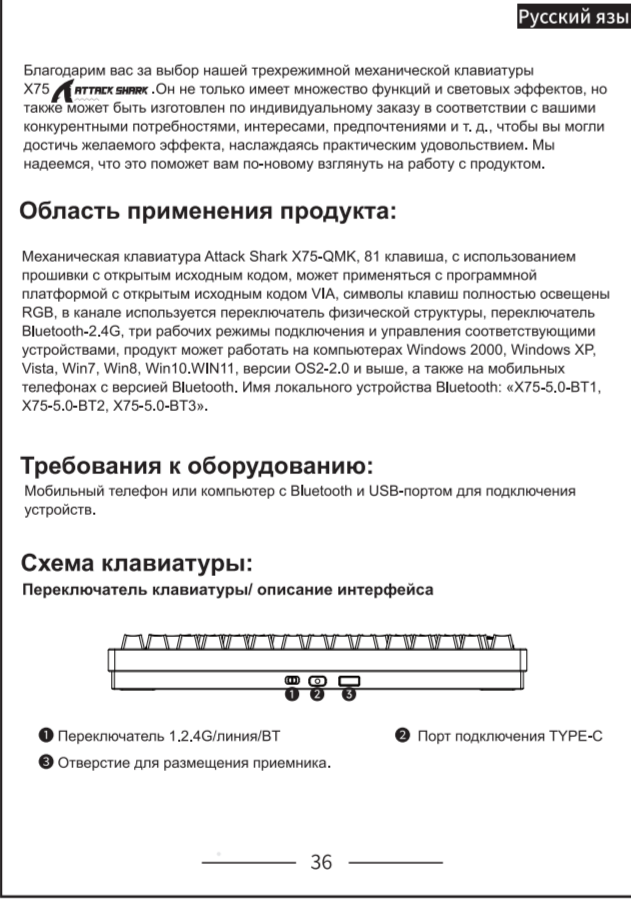 Русский язы
Благодарим вас за выбор нашей трехрежимной механической клавиатуры
X75 ATTACK SHARK .Он не только имеет множество функций и световых эффектов, но
также может быть изготовлен по индивидуальному заказу в соответствии с вашими
конкурентными потребностями, интересами, предпочтениями и т. д., чтобы вы могли
достичь желаемого эффекта, наслаждаясь практическим удовольствием. Мы
надеемся, что это поможет вам по-новому взглянуть на работу с продуктом.
Область применения продукта:
Механическая клавиатура Attack Shark X75-QMK, 81 клавиша, с использованием
прошивки с открытым исходным кодом, может применяться с программной
платформой с открытым исходным кодом VIA, символы клавиш полностью освещены
RGB, в канале используется переключатель физической структуры, переключатель
Bluetooth-2.4G, три рабочих режимы подключения и управления соответствующими
устройствами, продукт может работать на компьютерах Windows 2000, Windows XP,
Vista, Win7, Win8, Win10.WIN11, версии OS2-2.0 и выше, а также на мобильных
телефонах с версией Bluetooth. Имя локального устройства Bluetooth: «X75-5.0-BT1,
X75-5.0-BT2, X75-5.0-BT3».
Требования к оборудованию:
Мобильный телефон или компьютер с Bluetooth и USB-портом для подключения
устройств.
Схема клавиатуры:
Переключатель клавиатуры/ описание интерфейса
1 2 3
1 Переключатель 1.2.4G/линия/BT 2 Порт подключения TYPE-C
3 Отверстие для размещения приемника.
36